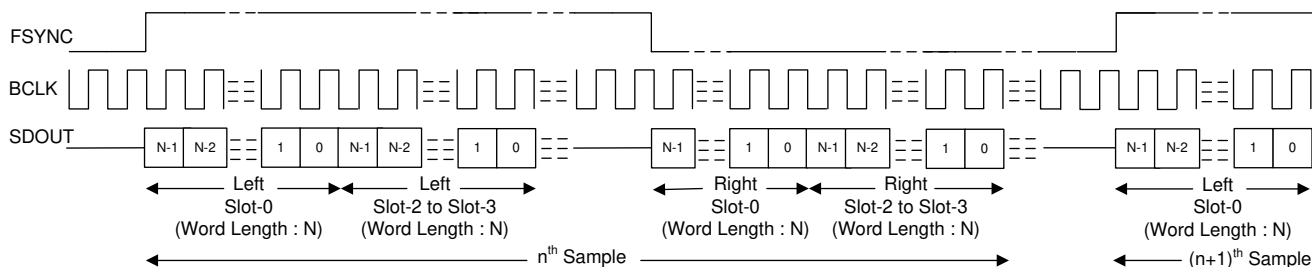 FSYNC
BCLK
SDOUT
N-1 N-2 1 0 N-1 N-2 1 0 N-1 1 0 N-1 N-2 1 0 N-1 N-2 1 0
Left Left Right Right Left
Slot-0 Slot-2 to Slot-3 Slot-0 Slot-2 to Slot-3 Slot-0
(Word Length : N) (Word Length : N) (Word Length : N) (Word Length : N) (Word Length : N)
nth Sample (n+1)th Sample